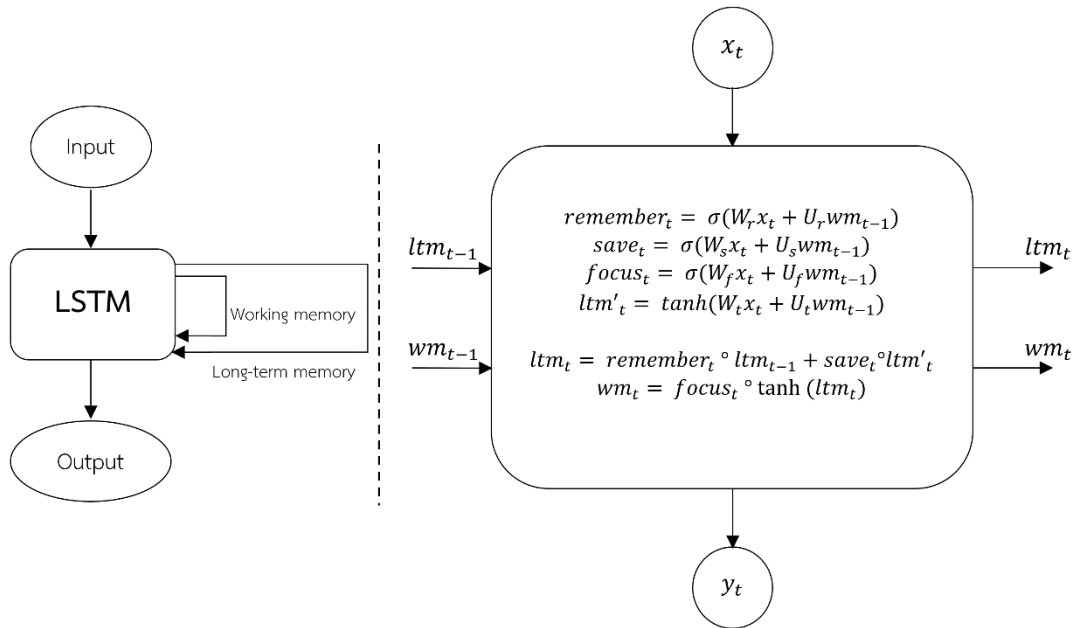 Input
LSTM
Working memory
Long-term memory
Output
x_t
ltm_{t-1}
wm_{t-1}
remember_t = σ(W_r x_t + U_r wm_{t-1})
save_t = σ(W_s x_t + U_s wm_{t-1})
focus_t = σ(W_f x_t + U_f wm_{t-1})
ltm'_t = tanh(W_t x_t + U_t wm_{t-1})
ltm_t = remember_t ∘ ltm_{t-1} + save_t ∘ ltm'_t
wm_t = focus_t ∘ tanh (ltm_t)
ltm_t
wm_t
y_t